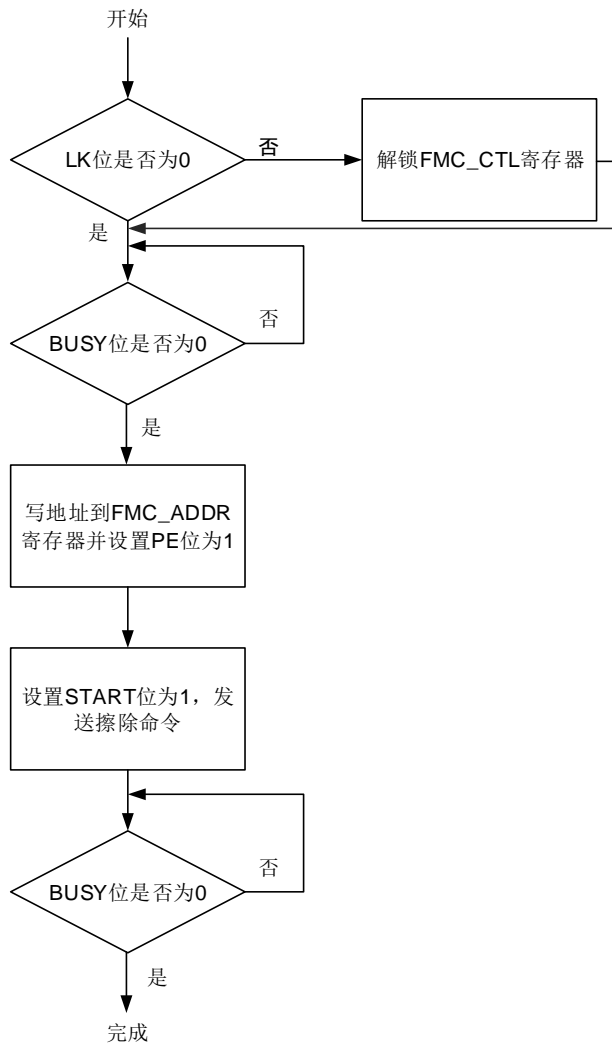 开始
LK位是否为0
否
解锁FMC_CTL寄存器
是
BUSY位是否为0
否
是
写地址到FMC_ADDR
寄存器并设置PE位为1
设置START位为1，发
送擦除命令
BUSY位是否为0
否
是
完成